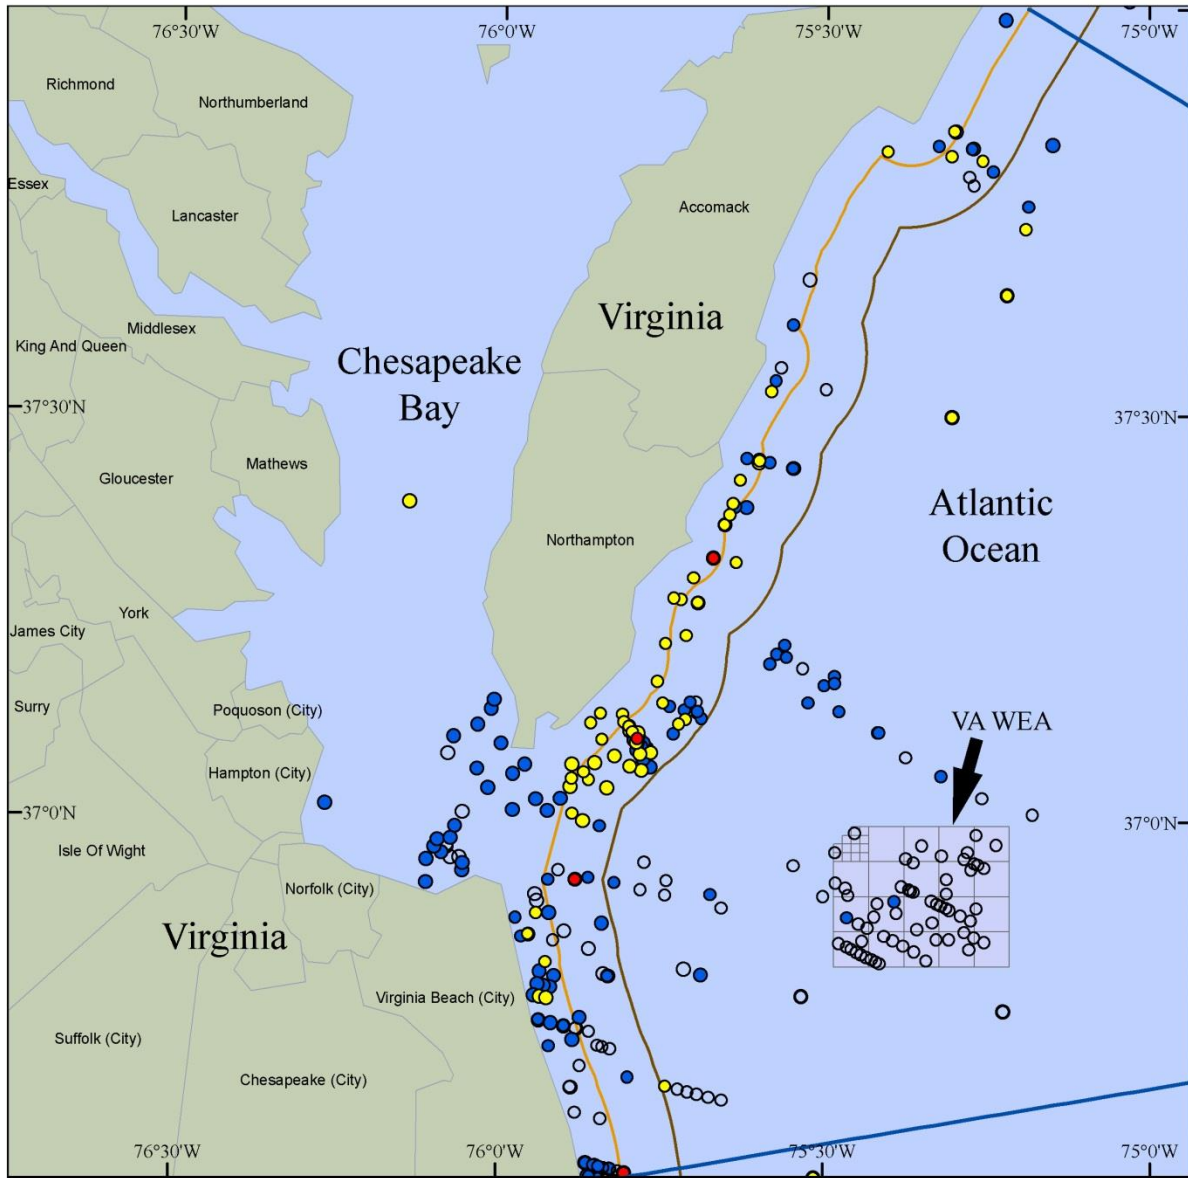 76°30'W
76°0'W
75°30'W
75°0'W
Richmond
Northumberland
Essex
Lancaster
Accomack
Middlesex
Virginia
King And Queen
Chesapeake
Bay
37°30'N
37°30'N
Mathews
Gloucester
Atlantic
Ocean
Northampton
York
James City
Surry
Poquoson (City)
VA WEA
Hampton (City)
37°0'N
37°0'N
Isle Of Wight
Norfolk (City)
Virginia
Virginia Beach (City)
Suffolk (City)
Chesapeake (City)
76°30'W
76°0'W
75°30'W
75°0'W